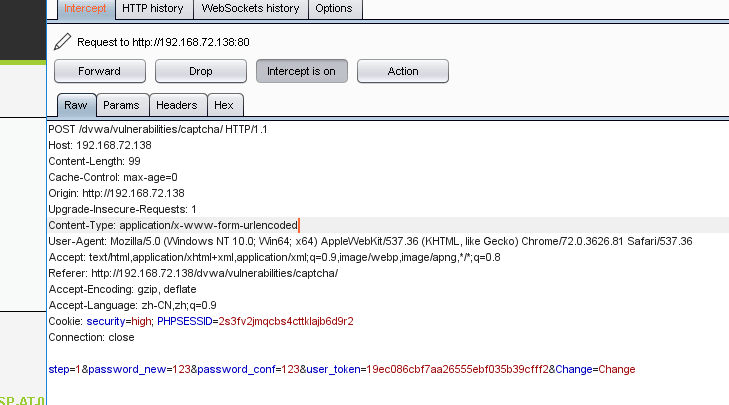 Intercept HTTP history WebSockets history Options
Request to http://192.168.72.138:80
Forward Drop Intercept is on Action
Raw Params Headers Hex
POST /dvwa/vulnerabilities/captcha/ HTTP/1.1
Host: 192.168.72.138
Content-Length: 99
Cache-Control: max-age=0
Origin: http://192.168.72.138
Upgrade-Insecure-Requests: 1
Content-Type: application/x-www-form-urlencoded
User-Agent: Mozilla/5.0 (Windows NT 10.0; Win64; x64) AppleWebKit/537.36 (KHTML, like Gecko) Chrome/72.0.3626.81 Safari/537.36
Accept: text/html,application/xhtml+xml,application/xml;q=0.9,image/webp,image/apng,*/*;q=0.8
Referer: http://192.168.72.138/dvwa/vulnerabilities/captcha/
Accept-Encoding: gzip, deflate
Accept-Language: zh-CN,zh;q=0.9
Cookie: security=high; PHPSESSID=2s3fv2jmqcbs4cttklajb6d9r2
Connection: close
step=1&password_new=123&password_conf=123&user_token=19ec086cbf7aa26555ebf035b39cfff2&Change=Change